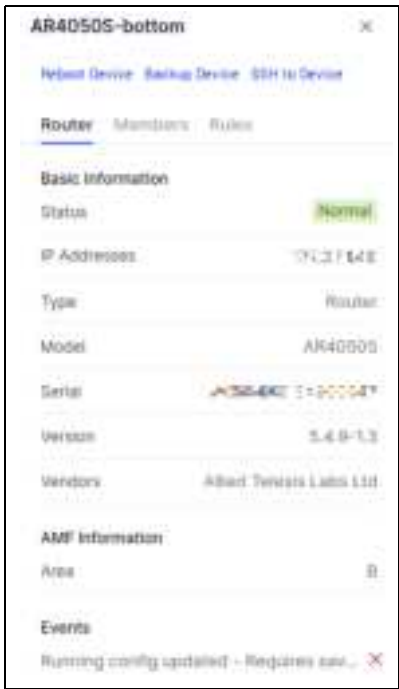 AR4050S-bottom ×
Reboot Device Backup Device SSH to Device
Router Members Rules
Basic Information
Status Normal
IP Addresses
Type Router
Model AR4050S
Serial
Version 5.4.9-1.3
Vendors Allied Telesis Labs Ltd
AMF Information
Area B
Events
Running config updated - Requires sav... ×